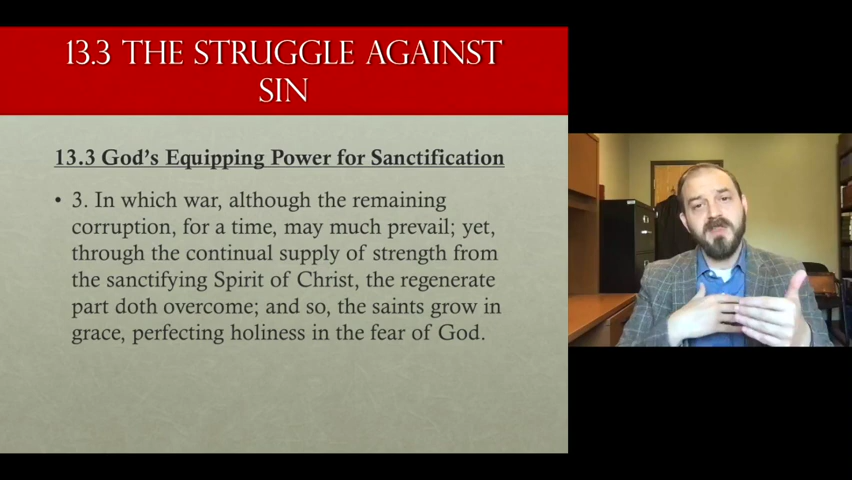 13.3 THE STRUGGLE AGAINST
SIN
13.3 God's Equipping Power for Sanctification
• 3. In which war, although the remaining
corruption, for a time, may much prevail; yet,
through the continual supply of strength from
the sanctifying Spirit of Christ, the regenerate
part doth overcome; and so, the saints grow in
grace, perfecting holiness in the fear of God.